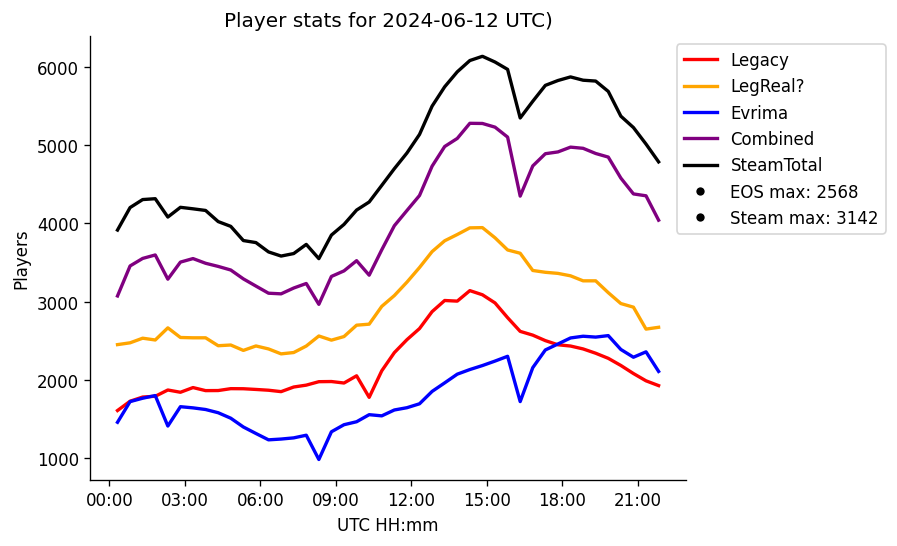 Player stats for 2024-06-12 UTC)
Legacy
LegReal?
Evrima
Combined
SteamTotal
EOS max: 2568
Steam max: 3142
Players
6000
5000
4000
3000
2000
1000
00:00 03:00 06:00 09:00 12:00 15:00 18:00 21:00
UTC HH:mm